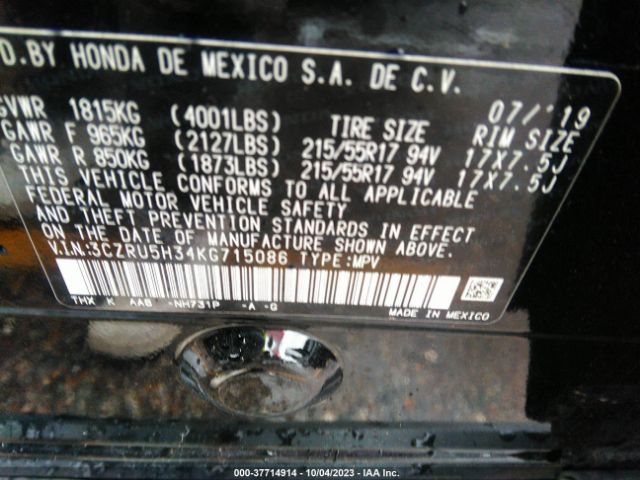 D. BY HONDA DE MEXICO S.A. DE C.V.
07/'19
GVWR 1815KG (4001LBS) TIRE SIZE RIM SIZE
GAWR F 965KG (2127LBS) 215/55R17 94V 17X7.5J
GAWR R 850KG (1873LBS) 215/55R17 94V 17X7.5J
THIS VEHICLE CONFORMS TO ALL APPLICABLE
FEDERAL MOTOR VEHICLE SAFETY
AND THEFT PREVENTION STANDARDS IN EFFECT
ON THE DATE OF MANUFACTURE SHOWN ABOVE.
V.I.N:3CZRU5H34KG715086 TYPE:MPV
THX K AAB -NH731P -A -G
MADE IN MEXICO
000-37714914 | 10/04/2023 - IAA Inc.